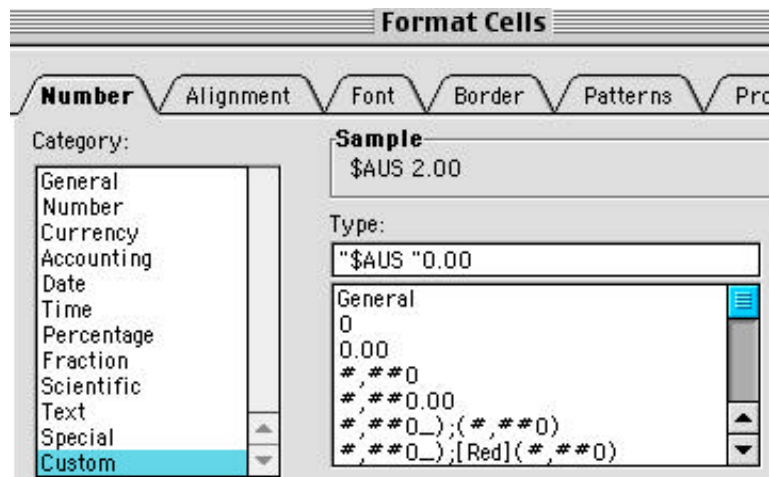 Format Cells
Number Alignment Font Border Patterns
Category:
General
Number
Currency
Accounting
Date
Time
Percentage
Fraction
Scientific
Text
Special
Custom
Sample
$AUS 2.00
Type:
"$AUS "0.00
General
0
0.00
#,##0
#,##0.00
#,##0_);(#,##0)
#,##0_);[Red](#,##0)